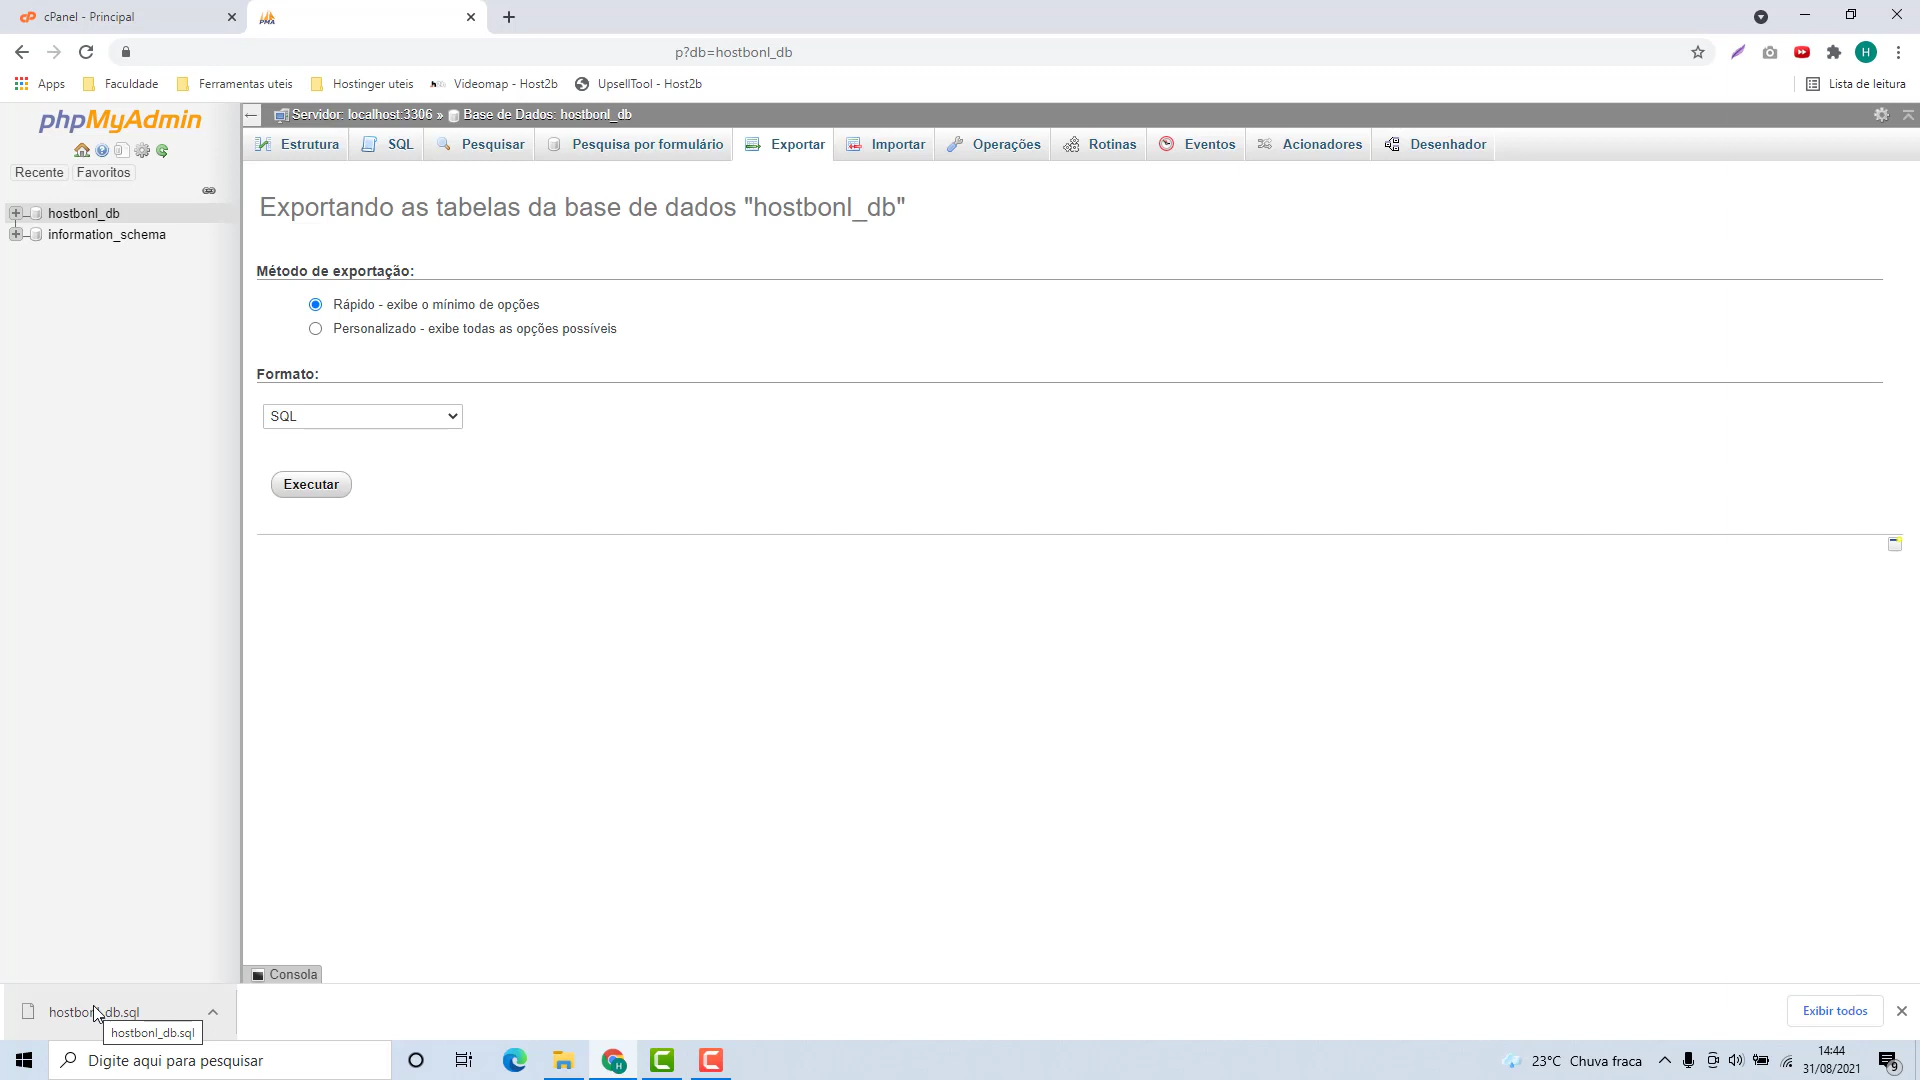 cPanel - Principal
PMA
p?db=hostbonl_db
H
Apps
Faculdade
Ferramentas uteis
Hostinger uteis
Videomap - Host2b
UpsellTool - Host2b
Lista de leitura
phpMyAdmin
Servidor: localhost:3306 » Base de Dados: hostbonl_db
Estrutura
SQL
Pesquisar
Pesquisa por formulário
Exportar
Importar
Operações
Rotinas
Eventos
Acionadores
Desenhador
Recente
Favoritos
hostbonl_db
information_schema
Exportando as tabelas da base de dados "hostbonl_db"
Método de exportação:
Rápido - exibe o mínimo de opções
Personalizado - exibe todas as opções possíveis
Formato:
SQL
Executar
Consola
hostbonl_db.sql
hostbonl_db.sql
Exibir todos
Digite aqui para pesquisar
H
23°C Chuva fraca
14:44
31/08/2021
9